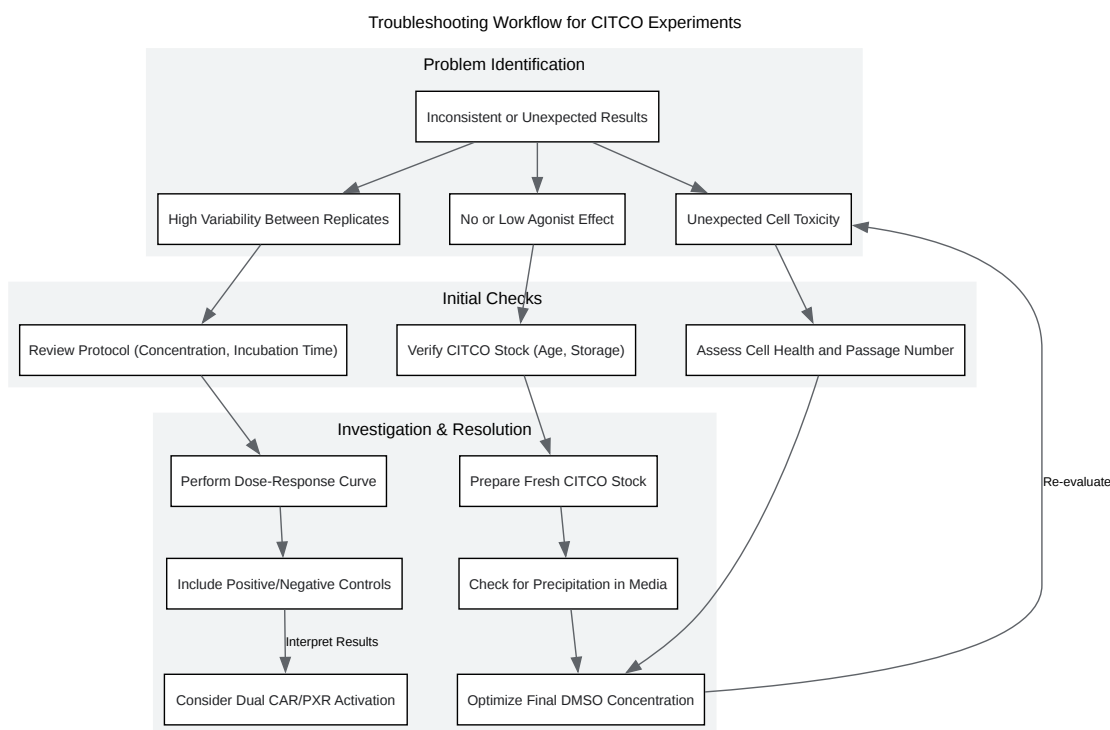 Troubleshooting Workflow for CITCO Experiments
Problem Identification
Inconsistent or Unexpected Results
High Variability Between Replicates
No or Low Agonist Effect
Unexpected Cell Toxicity
Initial Checks
Review Protocol (Concentration, Incubation Time)
Verify CITCO Stock (Age, Storage)
Assess Cell Health and Passage Number
Investigation & Resolution
Perform Dose-Response Curve
Prepare Fresh CITCO Stock
Re-evaluate
Include Positive/Negative Controls
Check for Precipitation in Media
Interpret Results
Consider Dual CAR/PXR Activation
Optimize Final DMSO Concentration